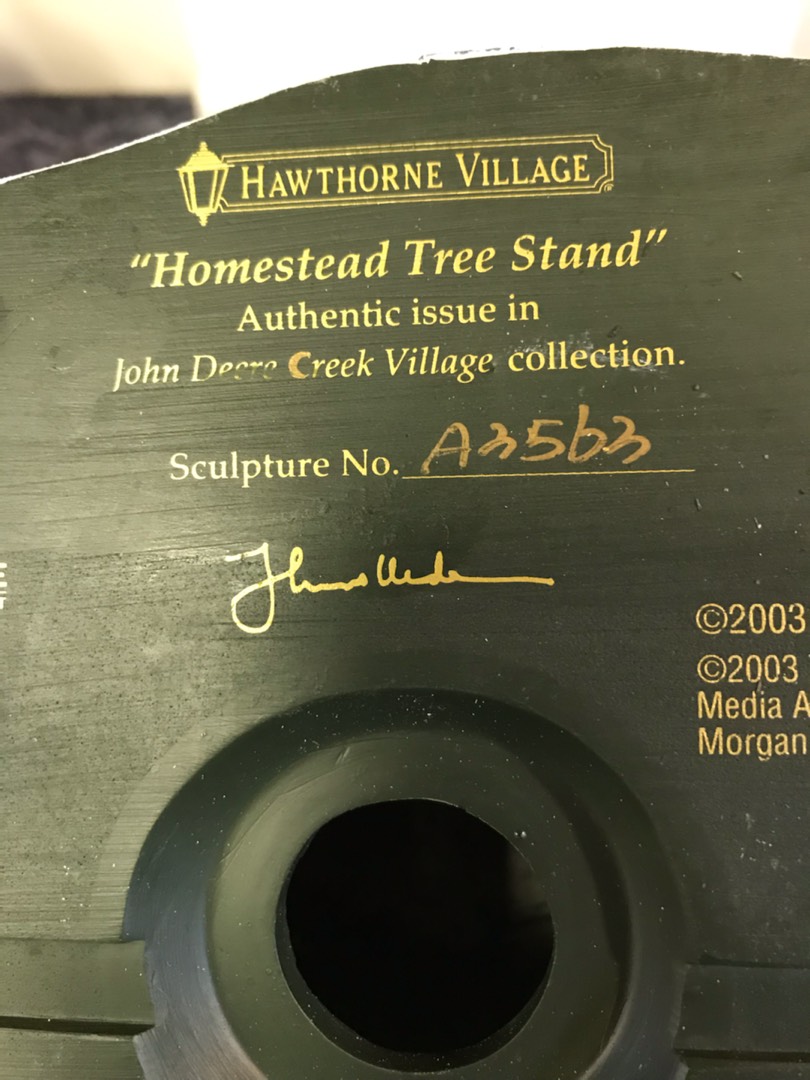 HAWTHORNE VILLAGE
"Homestead Tree Stand"
Authentic issue in
John Deere Creek Village collection.
Sculpture No. A3563
©2003
©2003
Media A
Morgan